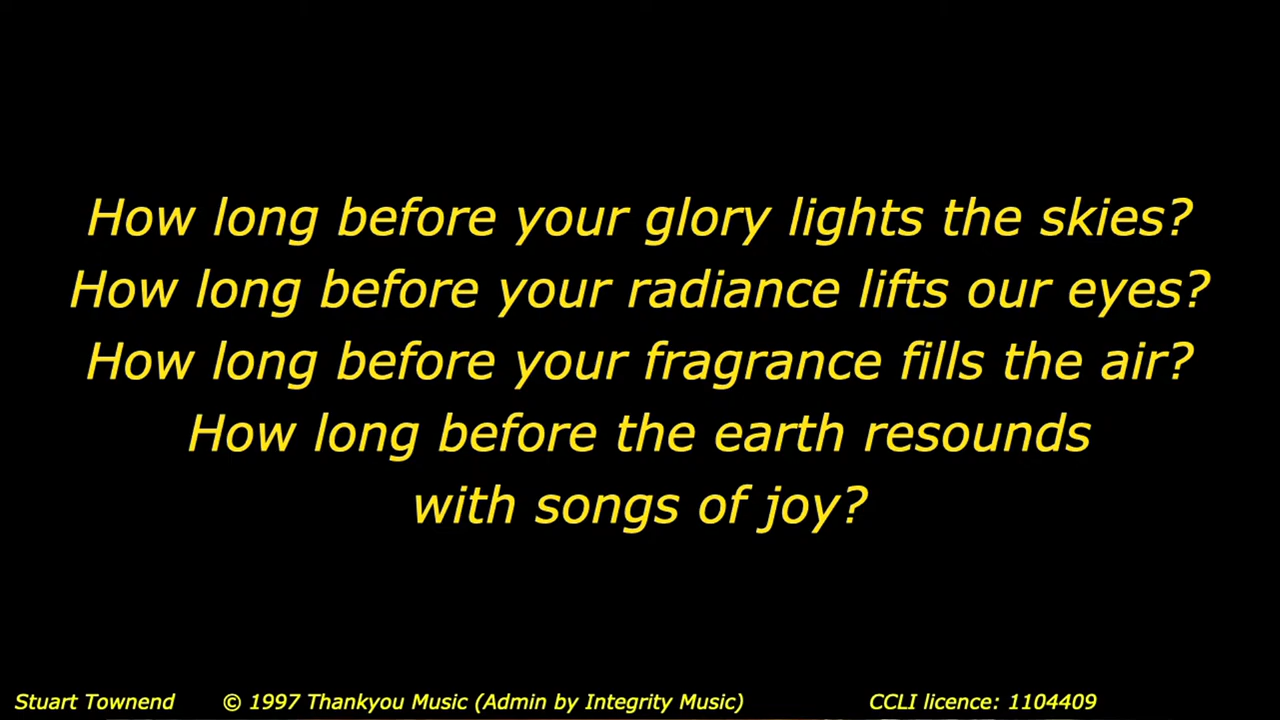 How long before your glory lights the skies?
How long before your radiance lifts our eyes?
How long before your fragrance fills the air?
How long before the earth resounds
with songs of joy?
Stuart Townend © 1997 Thankyou Music (Admin by Integrity Music) CCLI licence: 1104409